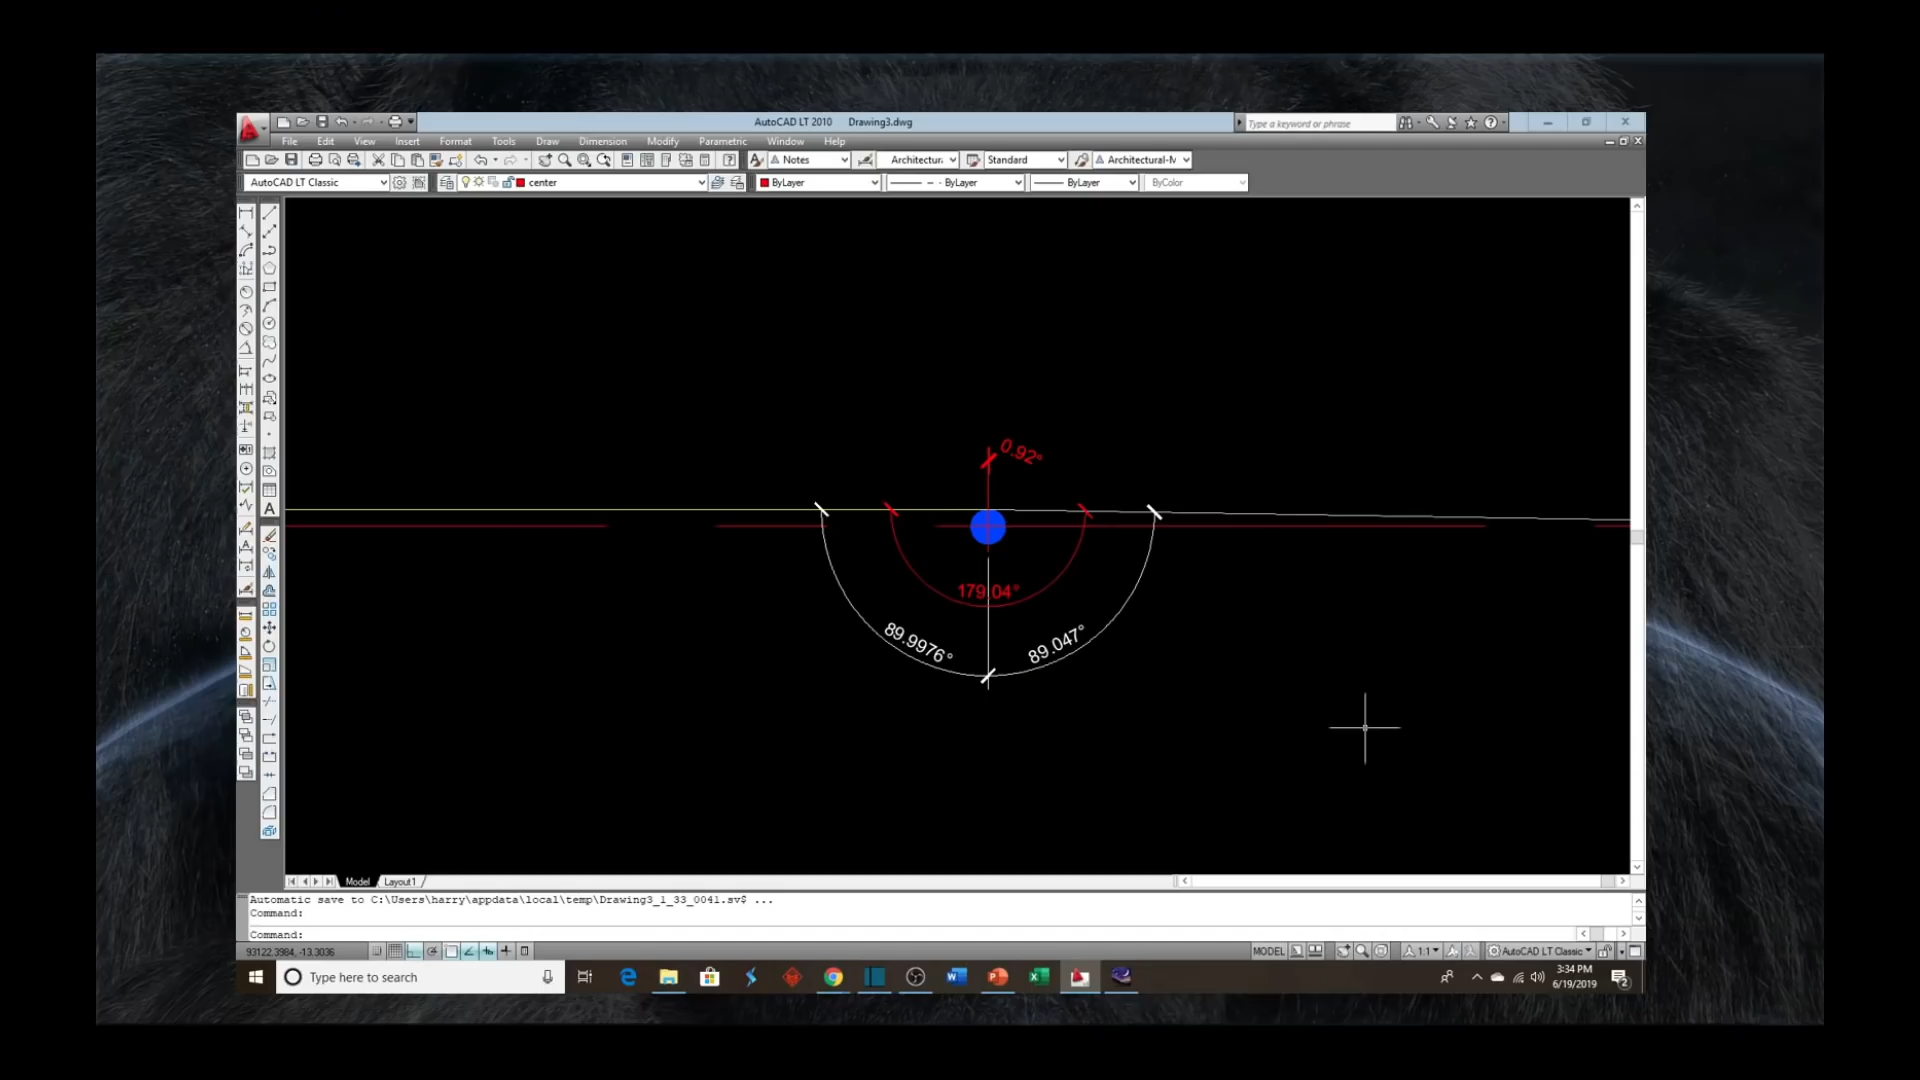 AutoCAD LT 2010 Drawing3.dwg
Type a keyword or phrase
File Edit View Insert Format Tools Draw Dimension Modify Parametric Window Help
Notes Architectur. Standard Architectural-N
AutoCAD LT Classic center ByLayer ByLayer ByLayer ByColor
0.92°
179.04°
89.9976°
89.047°
Model Layout1
Automatic save to C:\Users\harry\appdata\local\temp\Drawing3_1_33_0041.sv$ ...
Command:
Command:
93122.3984, -13.3036 MODEL 1:1 AutoCAD LT Classic
Type here to search
3:34 PM
6/19/2019